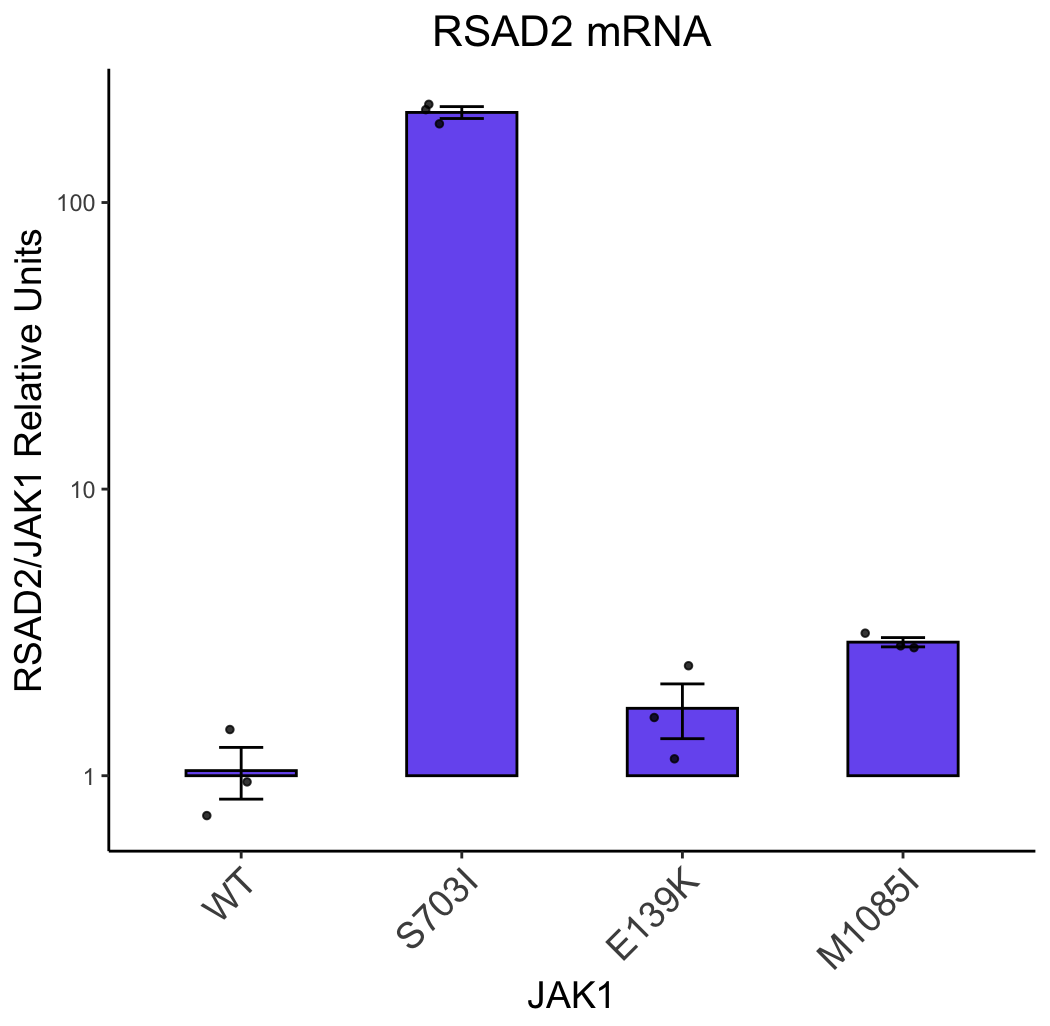 RSAD2 mRNA
RSAD2/JAK1 Relative Units
100
10
1
WT
S703I
E139K
M1085I
JAK1